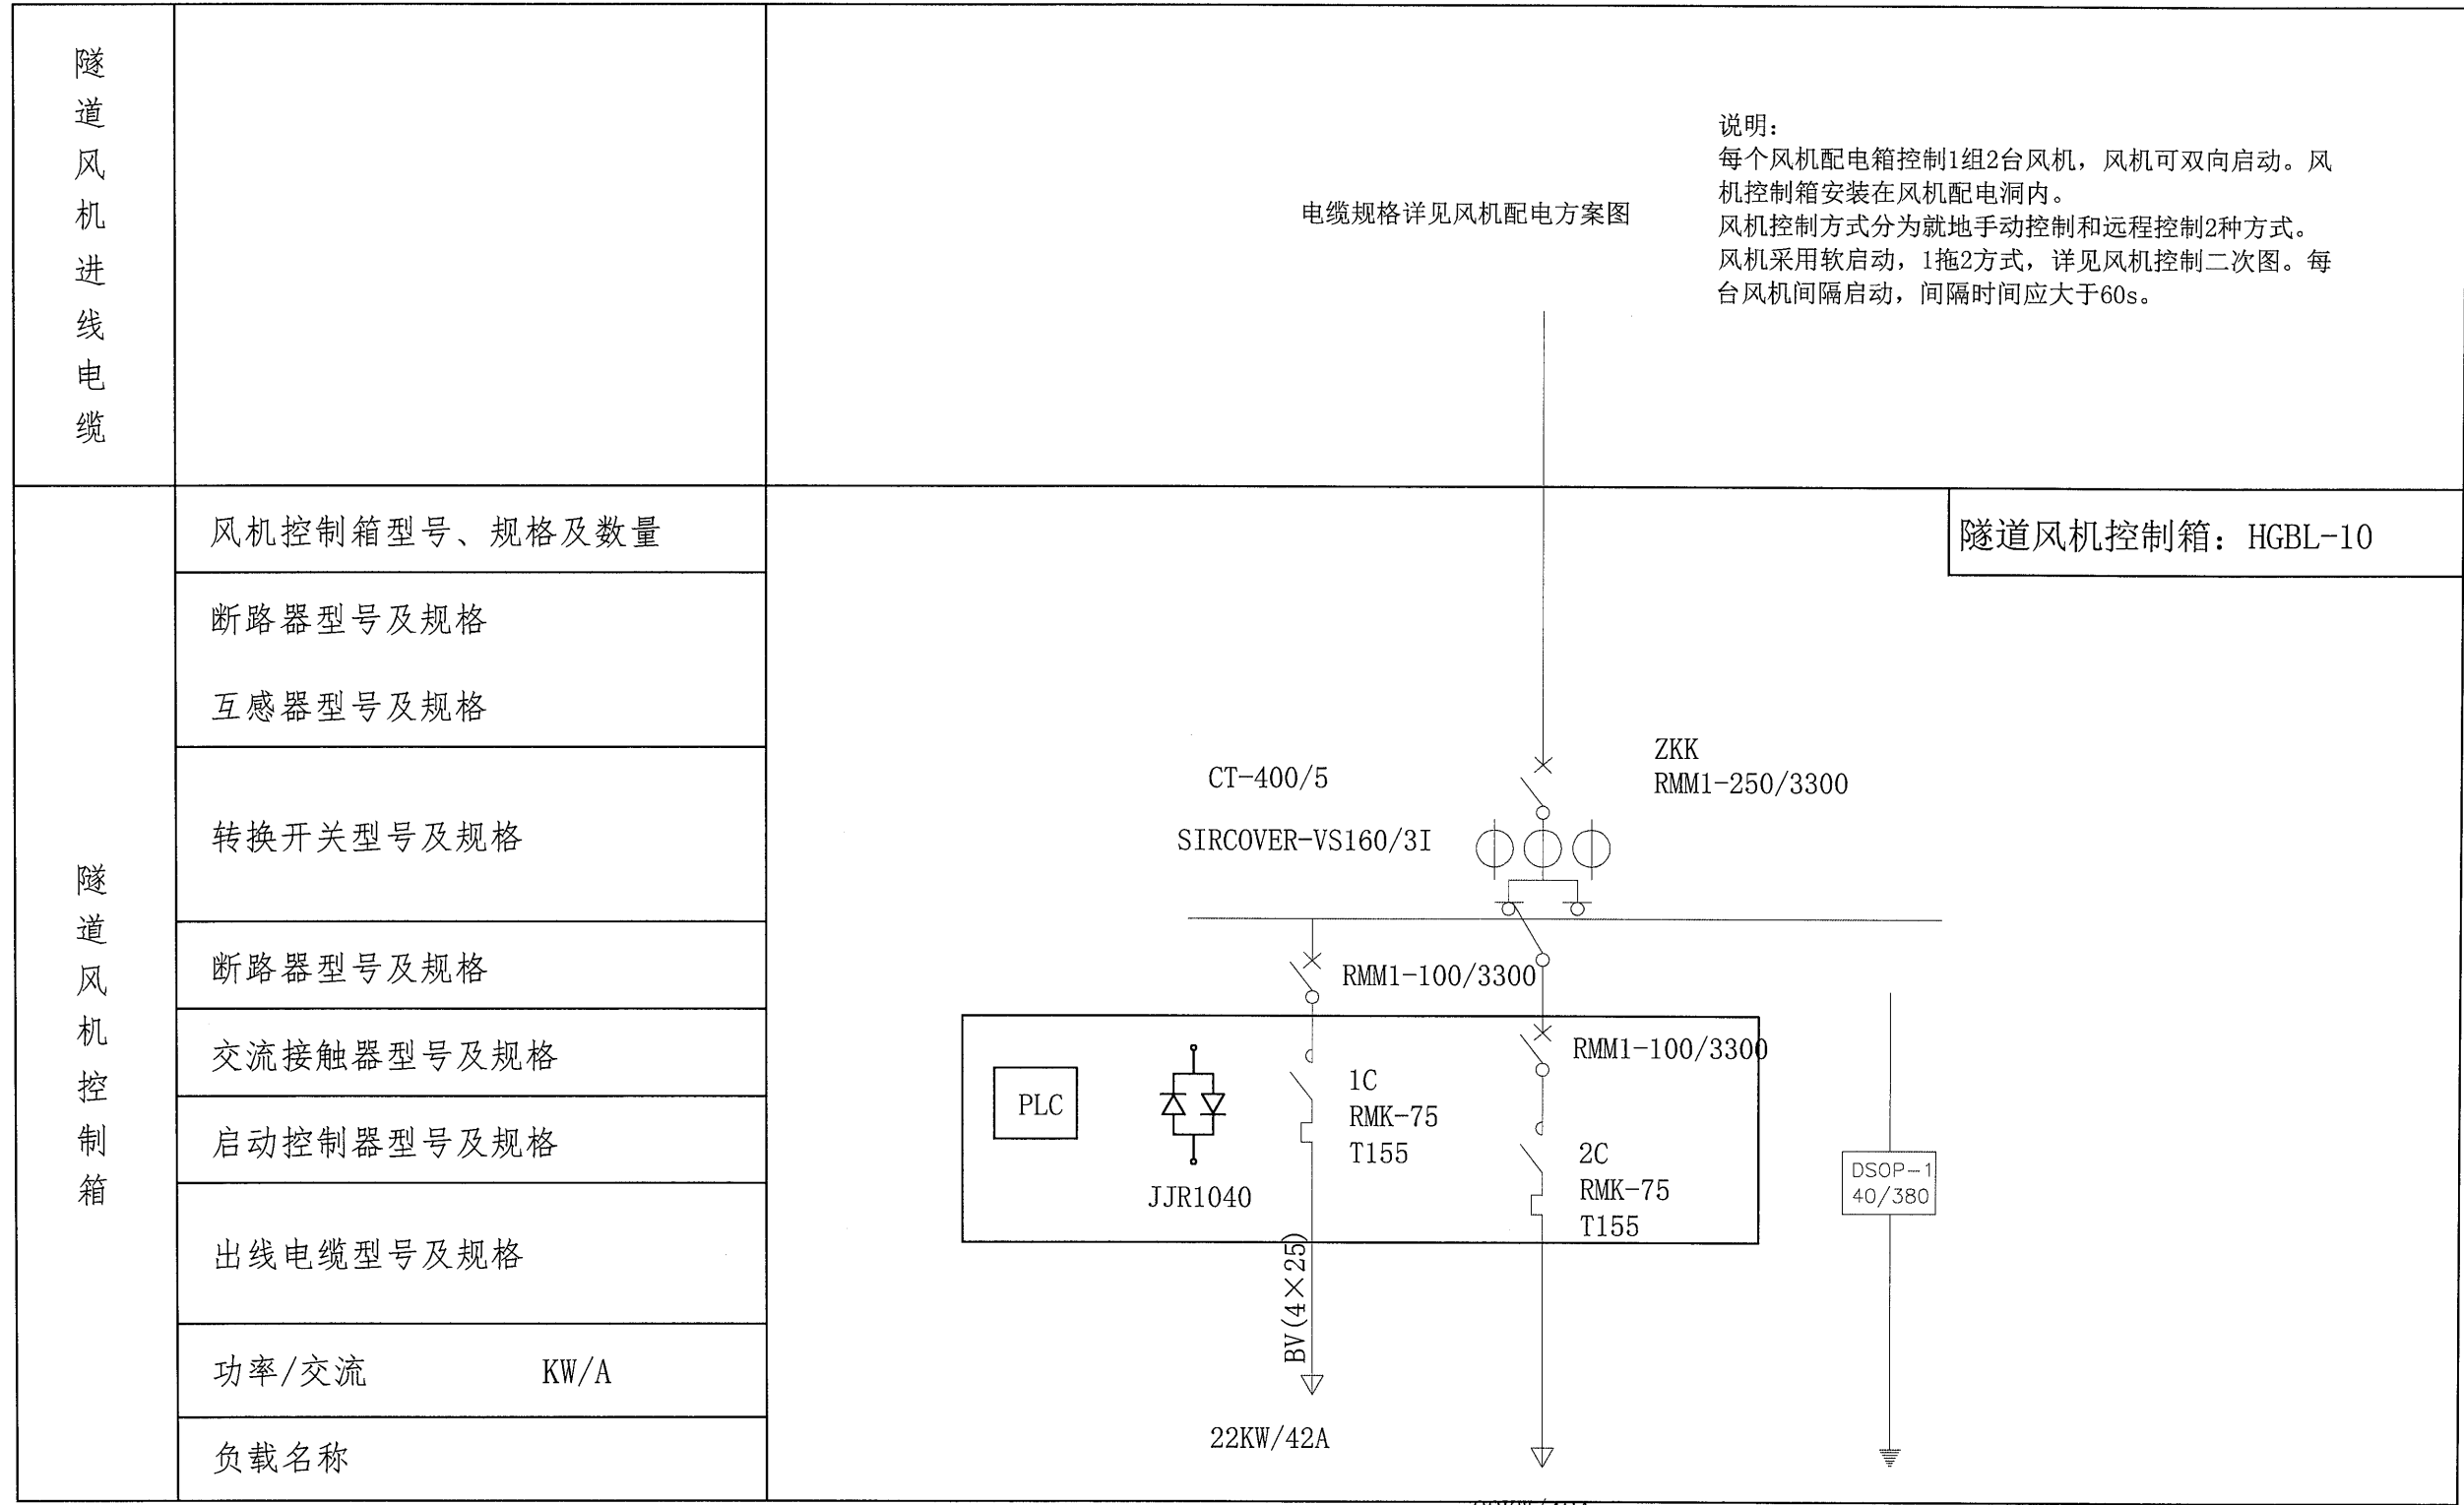 隧道风机进线电缆
电缆规格详见风机配电方案图
说明：
每个风机配电箱控制1组2台风机，风机可双向启动。风
机控制箱安装在风机配电洞内。
风机控制方式分为就地手动控制和远程控制2种方式。
风机采用软启动，1拖2方式，详见风机控制二次图。每
台风机间隔启动，间隔时间应大于60s。
隧道风机控制箱
风机控制箱型号、规格及数量
隧道风机控制箱：HGBL-10
断路器型号及规格
互感器型号及规格
转换开关型号及规格
断路器型号及规格
交流接触器型号及规格
启动控制器型号及规格
出线电缆型号及规格
功率/交流 KW/A
负载名称
CT-400/5
SIRCOVER-VS160/3I
ZKK
RMM1-250/3300
RMM1-100/3300
RMM1-100/3300
PLC
JJR1040
1C
RMK-75
T155
2C
RMK-75
T155
DSOP-1
40/380
BV(4×25)
22KW/42A